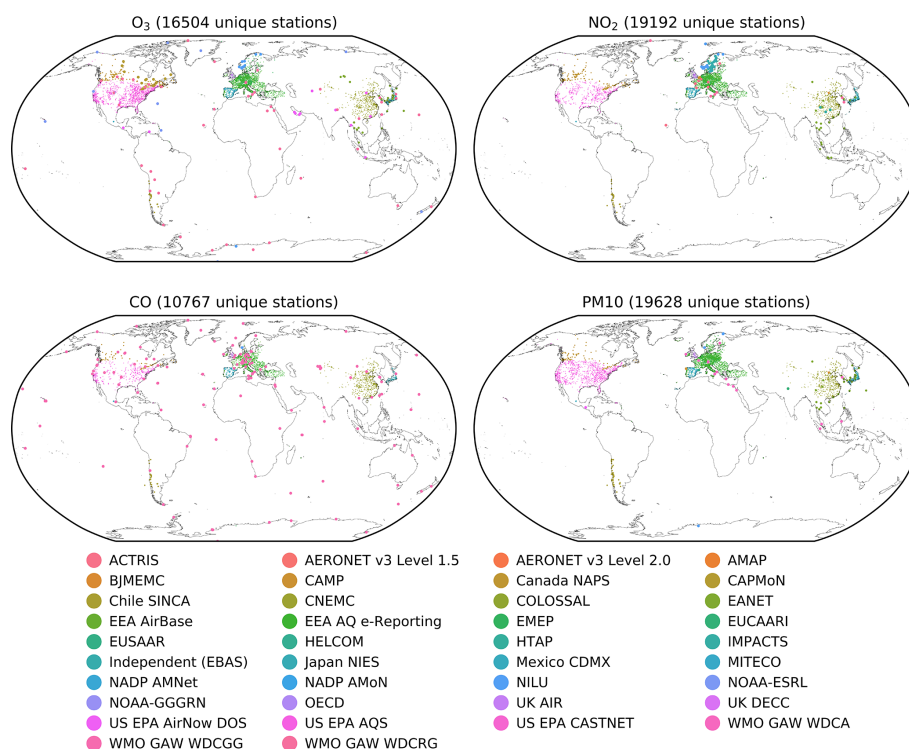 O₃ (16504 unique stations)
NO₂ (19192 unique stations)
CO (10767 unique stations)
PM10 (19628 unique stations)
ACTRIS
AERONET v3 Level 1.5
AERONET v3 Level 2.0
AMAP
BJMEMC
CAMP
Canada NAPS
CAPMoN
Chile SINCA
CNEMC
COLOSSAL
EANET
EEA AirBase
EEA AQ e-Reporting
EMEP
EUCAARI
EUSAAR
HELCOM
HTAP
IMPACTS
Independent (EBAS)
Japan NIES
Mexico CDMX
MITECO
NADP AMNet
NADP AMoN
NILU
NOAA-ESRL
NOAA-GGGRN
OECD
UK AIR
UK DECC
US EPA AirNow DOS
US EPA AQS
US EPA CASTNET
WMO GAW WDCA
WMO GAW WDCGG
WMO GAW WDCRG